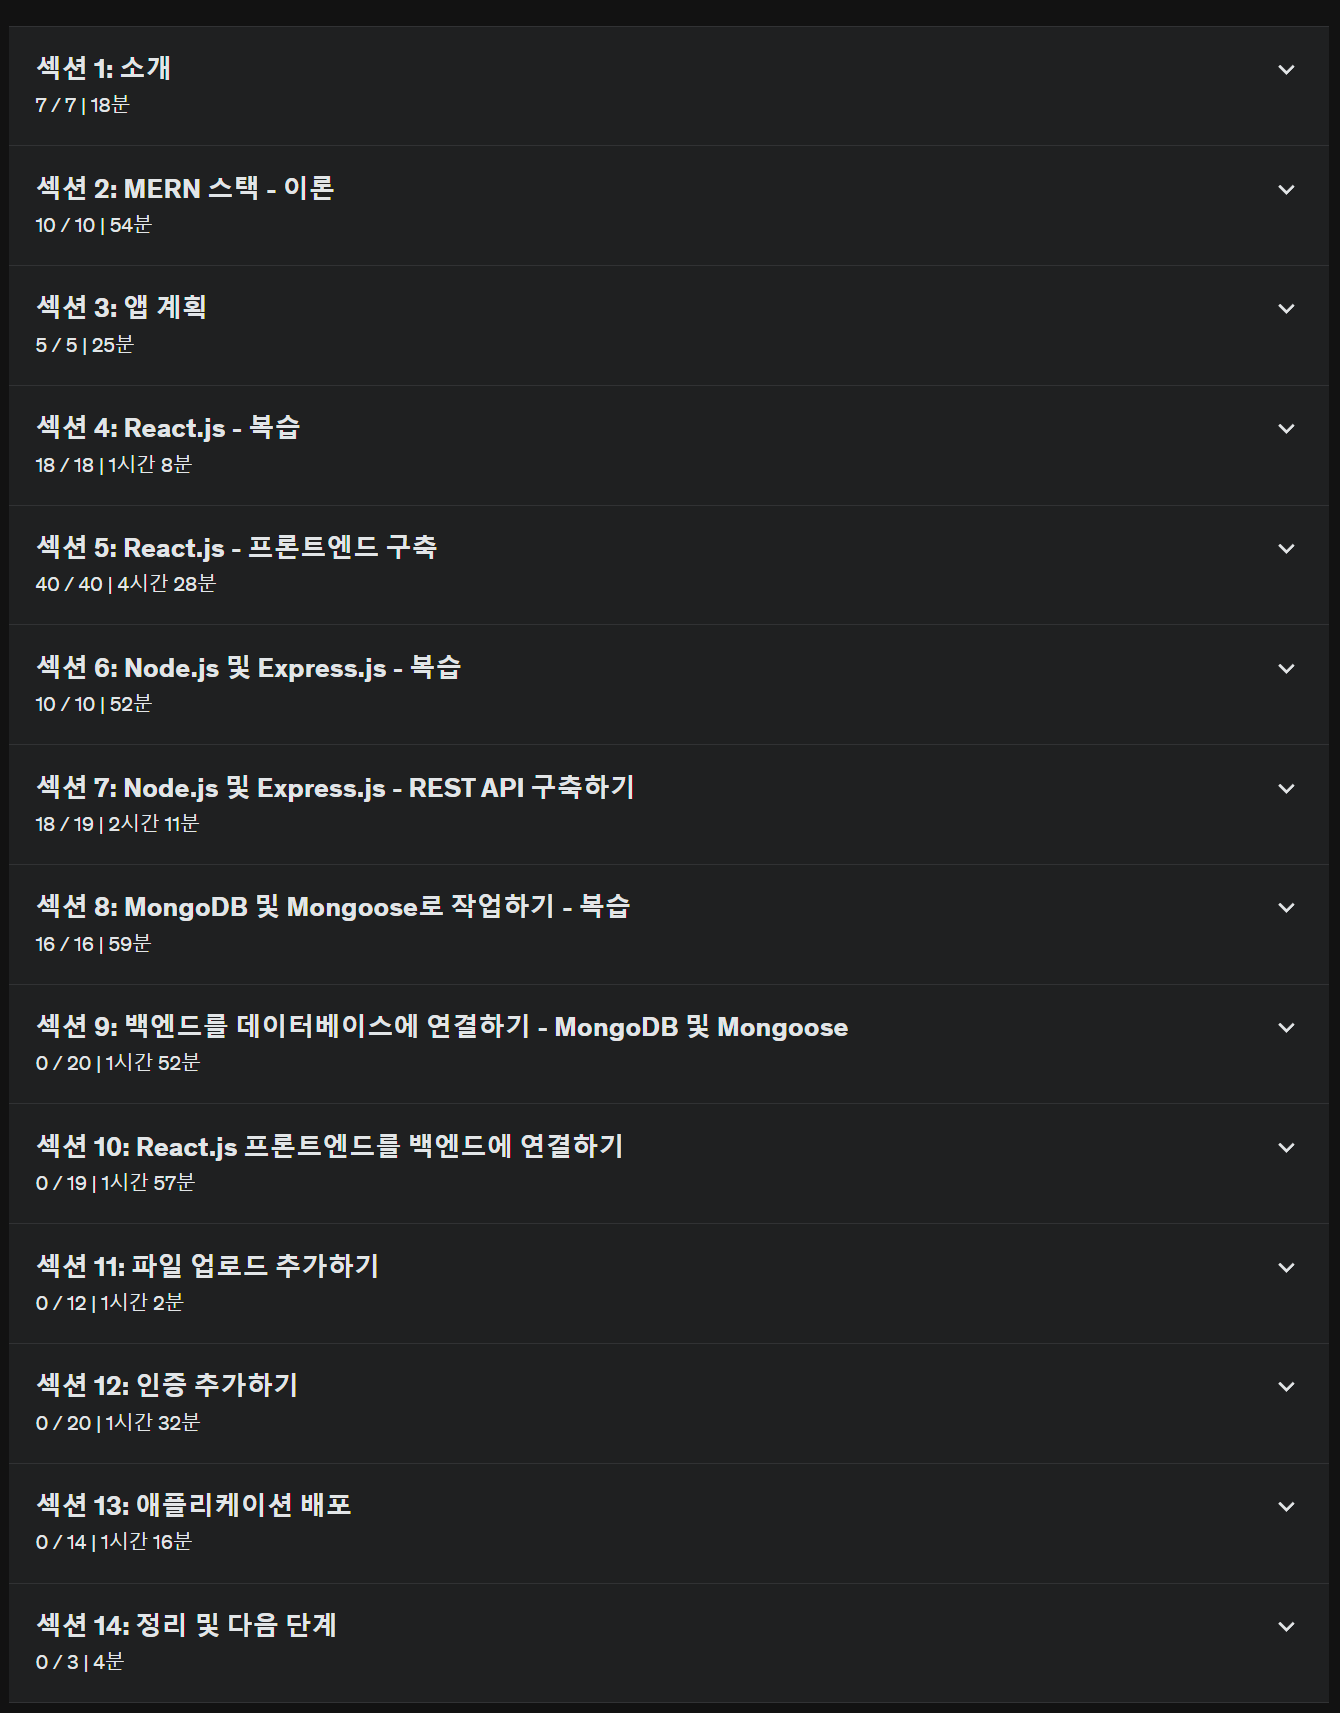 섹션 1: 소개
7 / 7 | 18분
섹션 2: MERN 스택 - 이론
10 / 10 | 54분
섹션 3: 앱 계획
5 / 5 | 25분
섹션 4: React.js - 복습
18 / 18 | 1시간 8분
섹션 5: React.js - 프론트엔드 구축
40 / 40 | 4시간 28분
섹션 6: Node.js 및 Express.js - 복습
10 / 10 | 52분
섹션 7: Node.js 및 Express.js - REST API 구축하기
18 / 19 | 2시간 11분
섹션 8: MongoDB 및 Mongoose로 작업하기 - 복습
16 / 16 | 59분
섹션 9: 백엔드를 데이터베이스에 연결하기 - MongoDB 및 Mongoose
0 / 20 | 1시간 52분
섹션 10: React.js 프론트엔드를 백엔드에 연결하기
0 / 19 | 1시간 57분
섹션 11: 파일 업로드 추가하기
0 / 12 | 1시간 2분
섹션 12: 인증 추가하기
0 / 20 | 1시간 32분
섹션 13: 애플리케이션 배포
0 / 14 | 1시간 16분
섹션 14: 정리 및 다음 단계
0 / 3 | 4분